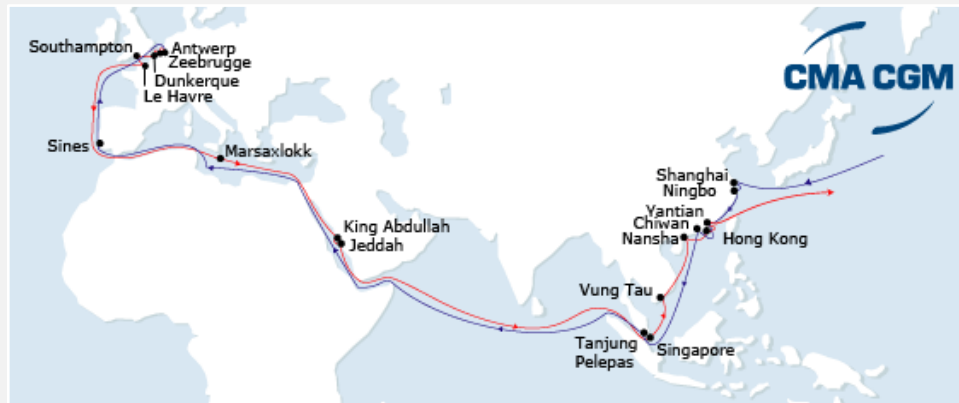 Southampton
Antwerp
Zeebrugge
Dunkerque
Le Havre
CMA CGM
Sines
Marsaxlokk
Shanghai
Ningbo
Yantian
Chiwan
Nansha
Hong Kong
King Abdullah
Jeddah
Vung Tau
Tanjung
Pelepas
Singapore